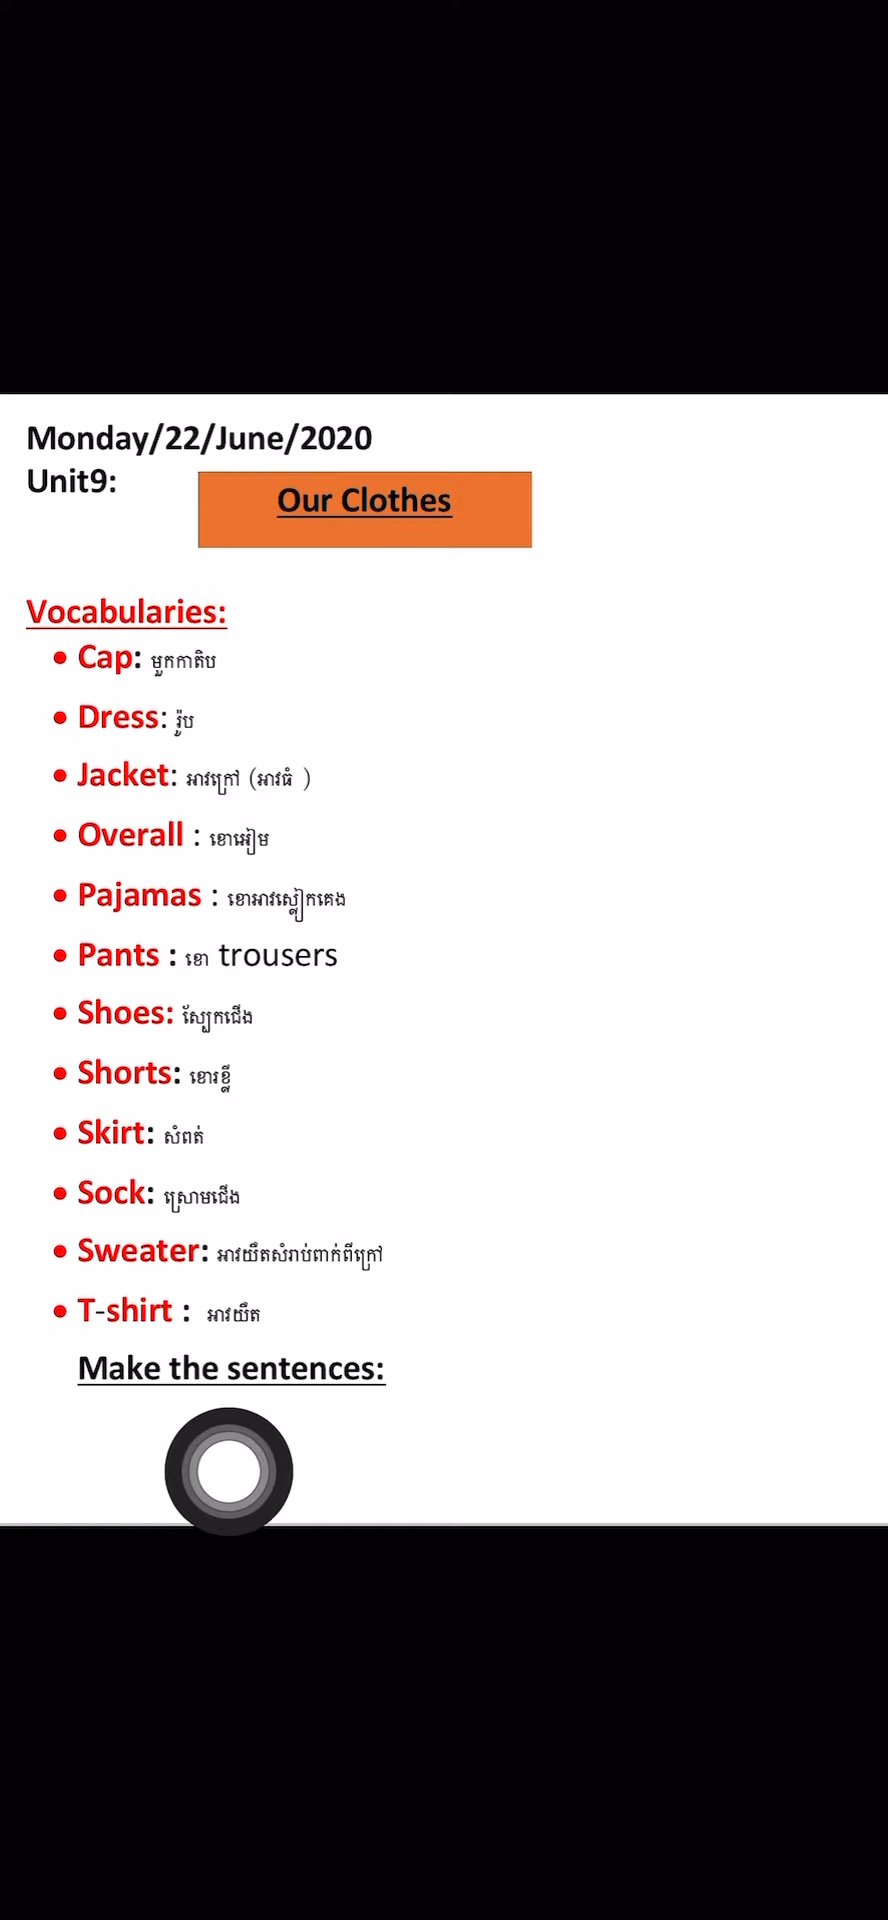 Monday/22/June/2020
Unit9:
Our Clothes
Vocabularies:
• Cap: មួកកាតិប
• Dress: រ៉ូប
• Jacket: អាវក្រៅ (អាវធំ )
• Overall : ខោអៀម
• Pajamas : ខោអាវស្លៀកគេង
• Pants : ខោ trousers
• Shoes: ស្បែកជើង
• Shorts: ខោរខ្លី
• Skirt: សំពត់
• Sock: ស្រោមជើង
• Sweater: អាវយឺតសំរាប់ពាក់ពីក្រៅ
• T-shirt : អាវយឺត
Make the sentences: